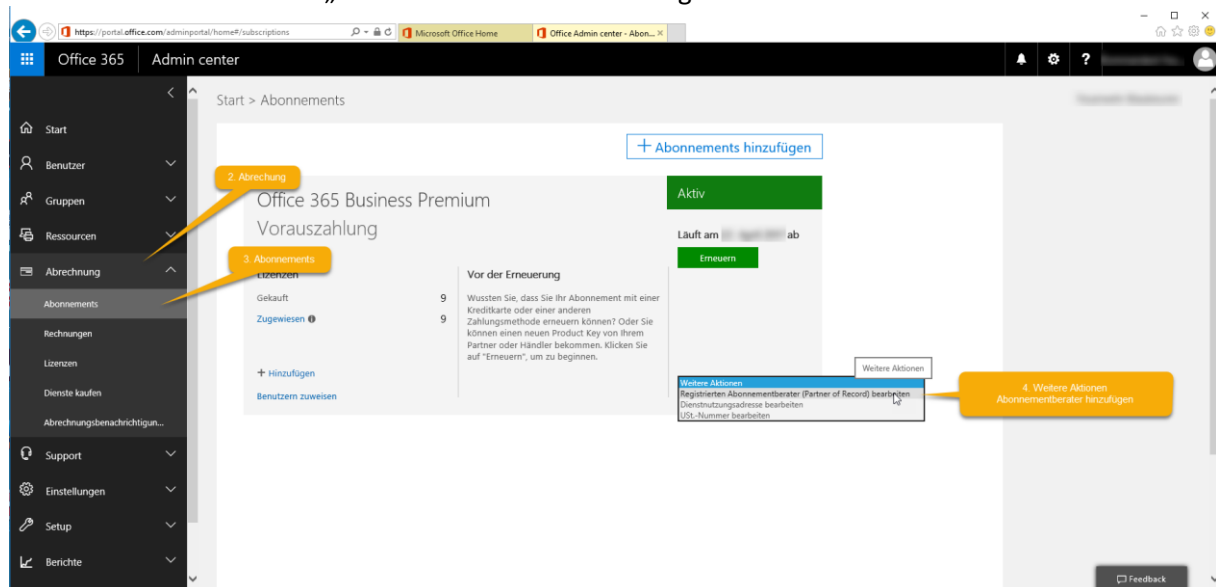 https://portal.office.com/adminportal/home#/subscriptions
Microsoft Office Home
Office Admin center - Abon...
Office 365
Admin center
?
Start > Abonnements
Start
Benutzer
Gruppen
Ressourcen
Abrechnung
Abonnements
Rechnungen
Lizenzen
Dienste kaufen
Abrechnungsbenachrichtigun...
Support
Einstellungen
Setup
Berichte
+ Abonnements hinzufügen
2. Abrechung
Office 365 Business Premium
Vorauszahlung
3. Abonnements
Lizenzen
Gekauft 9
Zugewiesen 9
+ Hinzufügen
Benutzern zuweisen
Vor der Erneuerung
Wussten Sie, dass Sie Ihr Abonnement mit einer
Kreditkarte oder einer anderen
Zahlungsmethode erneuern können? Oder Sie
können einen neuen Product Key von Ihrem
Partner oder Händler bekommen. Klicken Sie
auf "Erneuern", um zu beginnen.
Aktiv
Läuft am ab
Erneuern
Weitere Aktionen
Weitere Aktionen
Registrierten Abonnementberater (Partner of Record) bearbeiten
Dienstnutzungsadresse bearbeiten
USt.-Nummer bearbeiten
4. Weitere Aktionen
Abonnementberater hinzufügen
Feedback